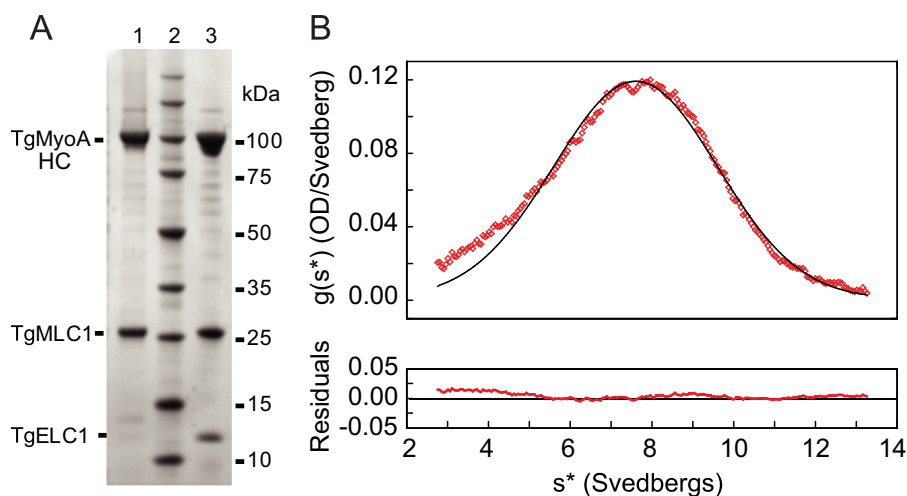 A
1 2 3
kDa
TgMyoA
HC
100
75
50
35
TgMLC1
25
15
TgELC1
10
B
g(s*) (OD/Svedberg)
0.12
0.08
0.04
0.00
Residuals
0.05
0.00
-0.05
2 4 6 8 10 12 14
s* (Svedbergs)